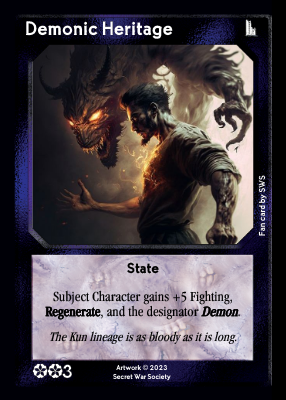 Demonic Heritage
Fan card by SWS
State
Subject Character gains +5 Fighting,
Regenerate, and the designator Demon.
The Kun lineage is as bloody as it is long.
3
Artwork © 2023
Secret War Society